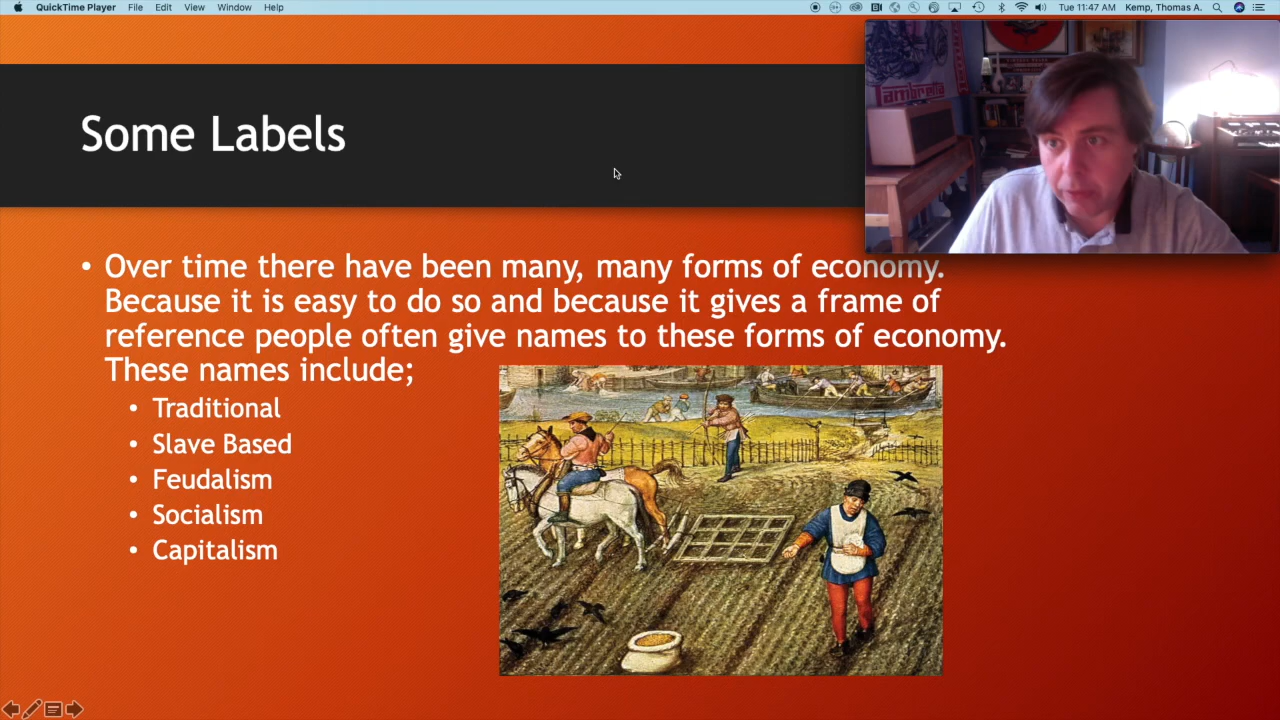 QuickTime Player File Edit View Window Help Tue 11:47 AM Kemp, Thomas A.
Lambretta
Some Labels
• Over time there have been many, many forms of economy.
Because it is easy to do so and because it gives a frame of
reference people often give names to these forms of economy.
These names include;
• Traditional
• Slave Based
• Feudalism
• Socialism
• Capitalism